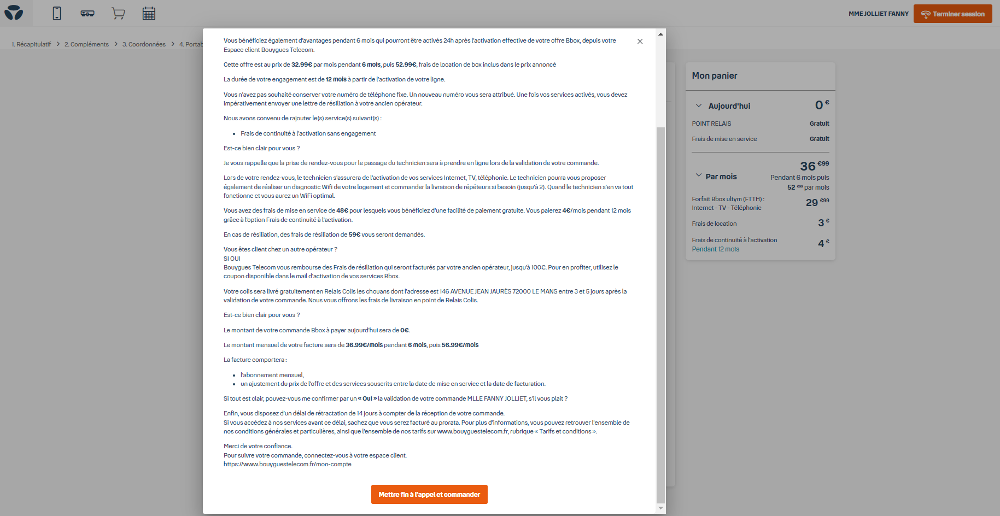 MME JOLLIET FANNY
Terminer session
1. Récapitulatif > 2. Compléments > 3. Coordonnées > 4. Portab
Vous bénéficiez également d'avantages pendant 6 mois qui pourront être activés 24h après l'activation effective de votre offre Bbox, depuis votre
Espace client Bouygues Telecom.
Cette offre est au prix de 32.99€ par mois pendant 6 mois, puis 52.99€, frais de location de box inclus dans le prix annoncé
La durée de votre engagement est de 12 mois à partir de l'activation de votre ligne.
Vous n'avez pas souhaité conserver votre numéro de téléphone fixe. Un nouveau numéro vous sera attribué. Une fois vos services activés, vous devez
impérativement envoyer une lettre de résiliation à votre ancien opérateur.
Nous avons convenu de rajouter le(s) service(s) suivant(s) :
• Frais de continuité à l'activation sans engagement
Est-ce bien clair pour vous ?
Je vous rappelle que la prise de rendez-vous pour le passage du technicien sera à prendre en ligne lors de la validation de votre commande.
Lors de votre rendez-vous, le technicien s'assurera de l'activation de vos services Internet, TV, téléphonie. Le technicien pourra vous proposer
également de réaliser un diagnostic Wifi de votre logement et commander la livraison de répéteurs si besoin (jusqu'à 2). Quand le technicien s'en va tout
fonctionne et vous aurez un WiFi optimal.
Vous avez des frais de mise en service de 48€ pour lesquels vous bénéficiez d'une facilité de paiement gratuite. Vous paierez 4€/mois pendant 12 mois
grâce à l'option Frais de continuité à l'activation.
En cas de résiliation, des frais de résiliation de 59€ vous seront demandés.
Vous êtes client chez un autre opérateur ?
SI OUI
Bouygues Telecom vous rembourse des Frais de résiliation qui seront facturés par votre ancien opérateur, jusqu'à 100€. Pour en profiter, utilisez le
coupon disponible dans le mail d'activation de vos services Bbox.
Votre colis sera livré gratuitement en Relais Colis les chouans dont l'adresse est 146 AVENUE JEAN JAURÈS 72000 LE MANS entre 3 et 5 jours après la
validation de votre commande. Nous vous offrons les frais de livraison en point de Relais Colis.
Est-ce bien clair pour vous ?
Le montant de votre commande Bbox à payer aujourd'hui sera de 0€.
Le montant mensuel de votre facture sera de 36.99€/mois pendant 6 mois, puis 56.99€/mois
La facture comportera :
• l'abonnement mensuel,
• un ajustement du prix de l'offre et des services souscrits entre la date de mise en service et la date de facturation.
Si tout est clair, pouvez-vous me confirmer par un « Oui » la validation de votre commande MLLE FANNY JOLLIET, s'il vous plait ?
Enfin, vous disposez d'un délai de rétractation de 14 jours à compter de la réception de votre commande.
Si vous accédez à nos services avant ce délai, sachez que vous serez facturé au prorata. Pour plus d'informations, vous pouvez retrouver l'ensemble de
nos conditions générales et particulières, ainsi que l'ensemble de nos tarifs sur www.bouyguestelecom.fr, rubrique « Tarifs et conditions ».
Merci de votre confiance.
Pour suivre votre commande, connectez-vous à votre espace client.
https://www.bouyguestelecom.fr/mon-compte
Mettre fin à l'appel et commander
Mon panier
Aujourd'hui 0 €
POINT RELAIS Gratuit
Frais de mise en service Gratuit
36 €99
Par mois Pendant 6 mois puis
52 €99 par mois
Forfait Bbox ultym (FTTH) :
Internet - TV - Téléphonie 29 €99
Frais de location 3 €
Frais de continuité à l'activation
Pendant 12 mois 4 €